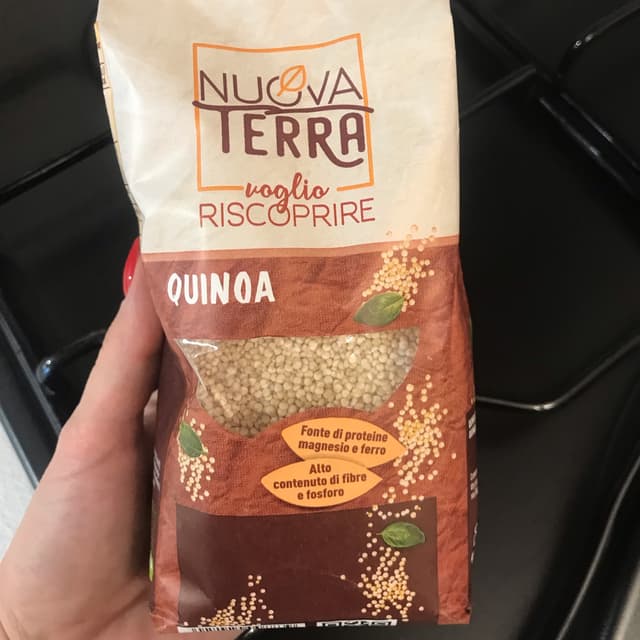 NUOVA
TERRA
voglio
RISCOPRIRE
QUINOA
Fonte di proteine
magnesio e ferro
Alto
contenuto di fibre
e fosforo